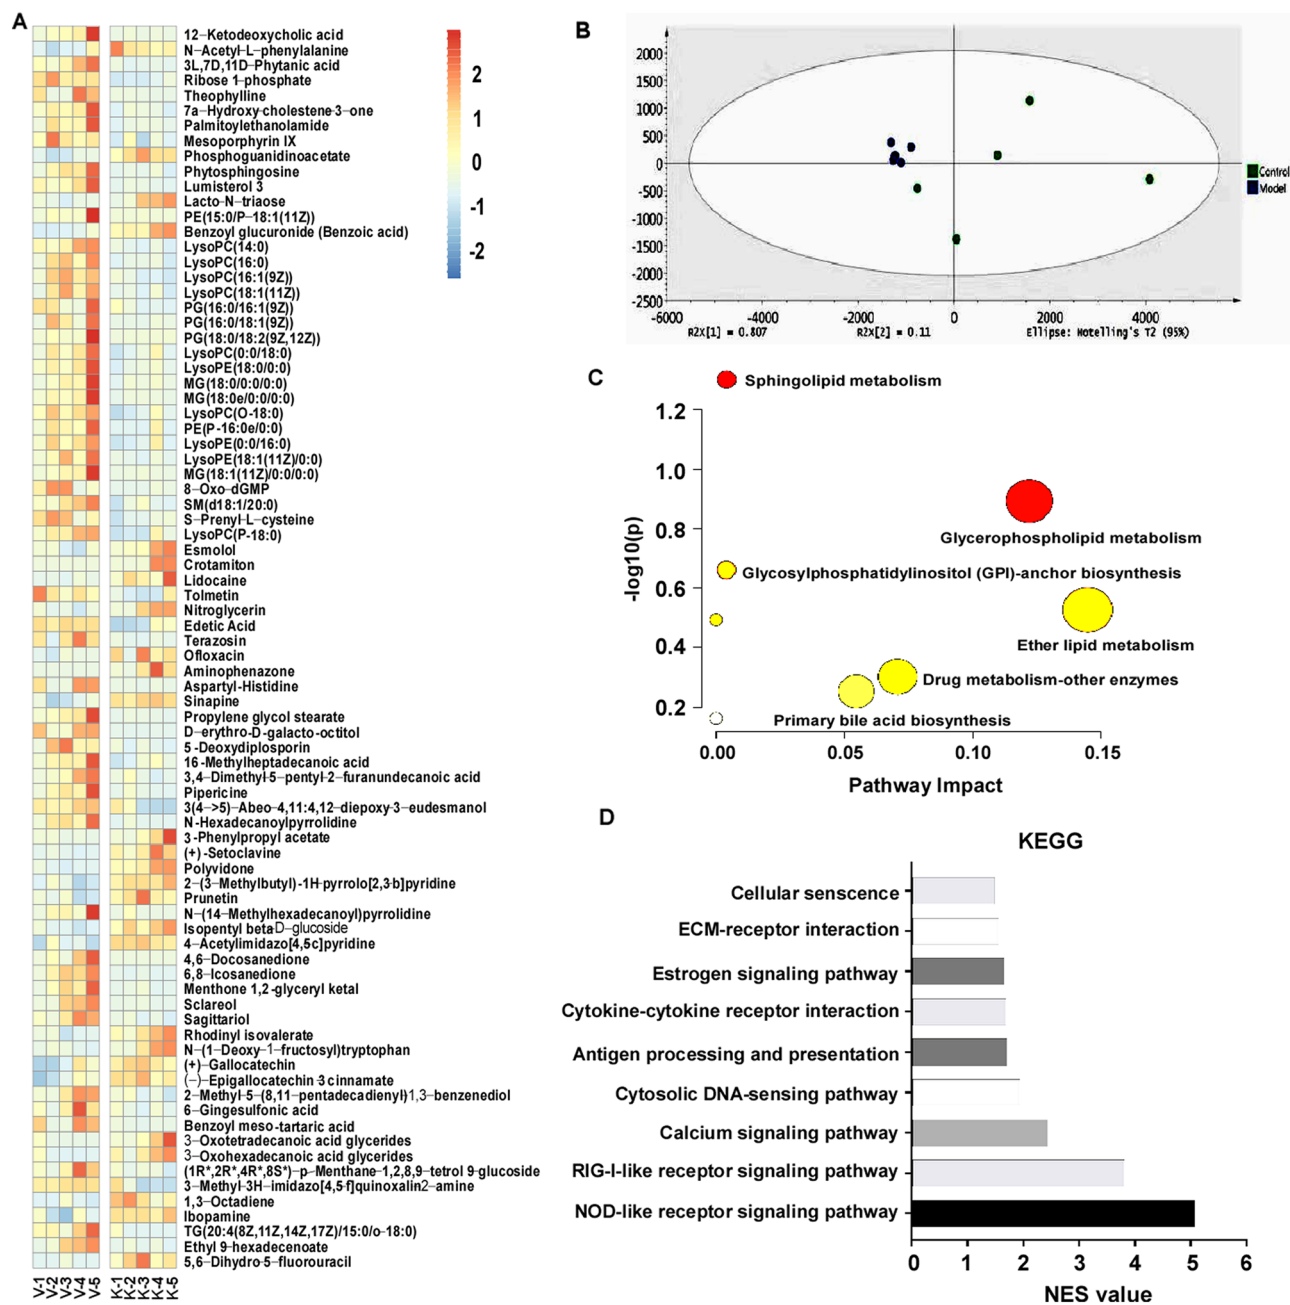 A
12-Ketodeoxycholic acid
N-Acetyl-L-phenylalanine
3L,7D,11D-Phytanic acid
Ribose 1-phosphate
Theophylline
7a-Hydroxy-cholestene-3-one
Palmitoylethanolamide
Mesoporphyrin IX
Phosphoguanidinoacetate
Phytosphingosine
Lumisterol 3
Lacto-N-triaose
PE(15:0/P-18:1(11Z))
Benzoyl glucuronide (Benzoic acid)
LysoPC(14:0)
LysoPC(16:0)
LysoPC(16:1(9Z))
LysoPC(18:1(11Z))
PG(16:0/16:1(9Z))
PG(16:0/18:1(9Z))
PG(18:0/18:2(9Z,12Z))
LysoPC(0:0/18:0)
LysoPE(18:0/0:0)
MG(18:0/0:0/0:0)
MG(18:0e/0:0/0:0)
LysoPC(O-18:0)
PE(P-16:0e/0:0)
LysoPE(0:0/16:0)
LysoPE(18:1(11Z)/0:0)
MG(18:1(11Z)/0:0/0:0)
8-Oxo-dGMP
SM(d18:1/20:0)
S-Prenyl-L-cysteine
LysoPC(P-18:0)
Esmolol
Crotamiton
Lidocaine
Tolmetin
Nitroglycerin
Edetic Acid
Terazosin
Ofloxacin
Aminophenazone
Aspartyl-Histidine
Sinapine
Propylene glycol stearate
D-erythro-D-galacto-octitol
5-Deoxydiplosporin
16-Methylheptadecanoic acid
3,4-Dimethyl-5-pentyl-2-furanundecanoic acid
Pipericine
3(4->5)-Abeo-4,11:4,12-diepoxy-3-eudesmanol
N-Hexadecanoylpyrrolidine
3-Phenylpropyl acetate
(+)-Setoclavine
Polyvidone
2-(3-Methylbutyl)-1H-pyrrolo[2,3-b]pyridine
Prunetin
N-(14-Methylhexadecanoyl)pyrrolidine
Isopentyl beta-D-glucoside
4-Acetylimidazo[4,5c]pyridine
4,6-Docosanedione
6,8-Icosanedione
Menthone 1,2-glyceryl ketal
Sclareol
Sagittariol
Rhodinyl isovalerate
N-(1-Deoxy-1-fructosyl)tryptophan
(+)-Gallocatechin
(-)-Epigallocatechin 3-cinnamate
2-Methyl-5-(8,11-pentadecadienyl)-1,3-benzenediol
6-Gingesulfonic acid
Benzoyl meso-tartaric acid
3-Oxotetradecanoic acid glycerides
3-Oxohexadecanoic acid glycerides
(1R*,2R*,4R*,8S*)-p-Menthane-1,2,8,9-tetrol 9-glucoside
3-Methyl-3H-imidazo[4,5-f]quinoxalin-2-amine
1,3-Octadiene
Ibopamine
TG(20:4(8Z,11Z,14Z,17Z)/15:0/o-18:0)
Ethyl 9-hexadecenoate
5,6-Dihydro-5-fluorouracil
V-1 V-2 V-3 V-4 V-5 K-1 K-2 K-3 K-4 K-5
2
1
0
-1
-2
B
2000
1500
1000
500
0
-500
-1000
-1500
-2000
-2500
-6000 -4000 -2000 0 2000 4000
R2X[1] = 0.807 R2X[2] = 0.11 Ellipse: Hotelling's T2 (95%)
Control
Model
C
Sphingolipid metabolism
Glycerophospholipid metabolism
Glycosylphosphatidylinositol (GPI)-anchor biosynthesis
Ether lipid metabolism
Drug metabolism-other enzymes
Primary bile acid biosynthesis
1.2
1.0
0.8
0.6
0.4
0.2
-log10(p)
0.00 0.05 0.10 0.15
Pathway Impact
D
KEGG
Cellular senscence
ECM-receptor interaction
Estrogen signaling pathway
Cytokine-cytokine receptor interaction
Antigen processing and presentation
Cytosolic DNA-sensing pathway
Calcium signaling pathway
RIG-I-like receptor signaling pathway
NOD-like receptor signaling pathway
0 1 2 3 4 5 6
NES value